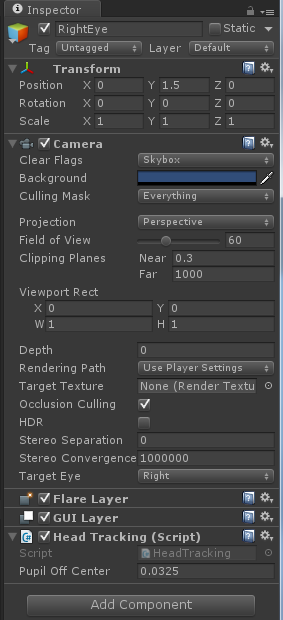 Inspector
RightEye Static
Tag Untagged Layer Default
Transform
Position X 0 Y 1.5 Z 0
Rotation X 0 Y 0 Z 0
Scale X 1 Y 1 Z 1
Camera
Clear Flags Skybox
Background
Culling Mask Everything
Projection Perspective
Field of View 60
Clipping Planes Near 0.3
Far 1000
Viewport Rect
X 0 Y 0
W 1 H 1
Depth 0
Rendering Path Use Player Settings
Target Texture None (Render Textu
Occlusion Culling
HDR
Stereo Separation 0
Stereo Convergence 1000000
Target Eye Right
Flare Layer
GUI Layer
Head Tracking (Script)
Script HeadTracking
Pupil Off Center 0.0325
Add Component